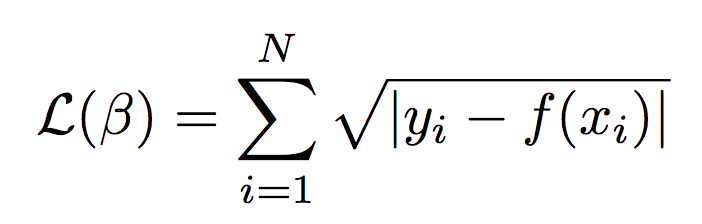 ℒ(β) = ∑_{i=1}^{N} √|y_i − f(x_i)|